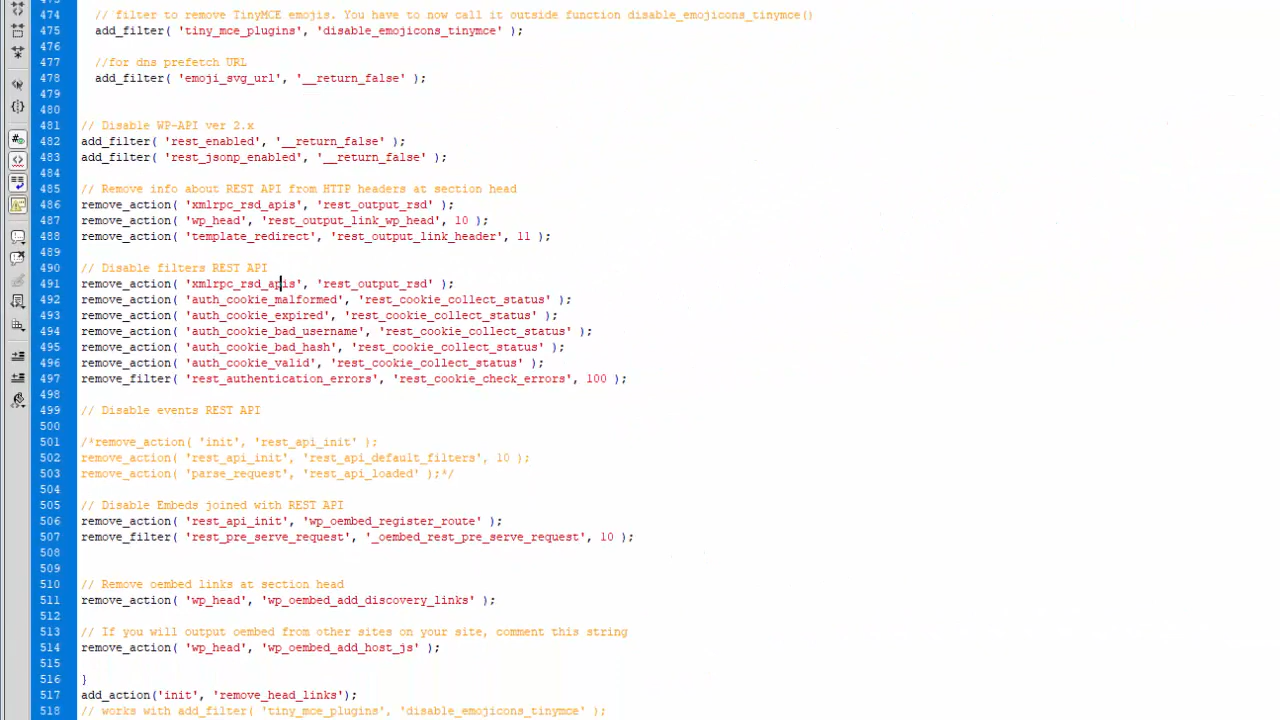 474 // filter to remove TinyMCE emojis. You have to now call it outside function disable_emojicons_tinymce()
475 add_filter( 'tiny_mce_plugins', 'disable_emojicons_tinymce' );
476
477 //for dns prefetch URL
478 add_filter( 'emoji_svg_url', '__return_false' );
479
480
481 // Disable WP-API ver 2.x
482 add_filter( 'rest_enabled', '__return_false' );
483 add_filter( 'rest_jsonp_enabled', '__return_false' );
484
485 // Remove info about REST API from HTTP headers at section head
486 remove_action( 'xmlrpc_rsd_apis', 'rest_output_rsd' );
487 remove_action( 'wp_head', 'rest_output_link_wp_head', 10 );
488 remove_action( 'template_redirect', 'rest_output_link_header', 11 );
489
490 // Disable filters REST API
491 remove_action( 'xmlrpc_rsd_apis', 'rest_output_rsd' );
492 remove_action( 'auth_cookie_malformed', 'rest_cookie_collect_status' );
493 remove_action( 'auth_cookie_expired', 'rest_cookie_collect_status' );
494 remove_action( 'auth_cookie_bad_username', 'rest_cookie_collect_status' );
495 remove_action( 'auth_cookie_bad_hash', 'rest_cookie_collect_status' );
496 remove_action( 'auth_cookie_valid', 'rest_cookie_collect_status' );
497 remove_filter( 'rest_authentication_errors', 'rest_cookie_check_errors', 100 );
498
499 // Disable events REST API
500
501 /*remove_action( 'init', 'rest_api_init' );
502 remove_action( 'rest_api_init', 'rest_api_default_filters', 10 );
503 remove_action( 'parse_request', 'rest_api_loaded' );*/
504
505 // Disable Embeds joined with REST API
506 remove_action( 'rest_api_init', 'wp_oembed_register_route' );
507 remove_filter( 'rest_pre_serve_request', '_oembed_rest_pre_serve_request', 10 );
508
509
510 // Remove oembed links at section head
511 remove_action( 'wp_head', 'wp_oembed_add_discovery_links' );
512
513 // If you will output oembed from other sites on your site, comment this string
514 remove_action( 'wp_head', 'wp_oembed_add_host_js' );
515
516 }
517 add_action('init', 'remove_head_links');
518 // works with add_filter( 'tiny_mce_plugins', 'disable_emojicons_tinymce' );